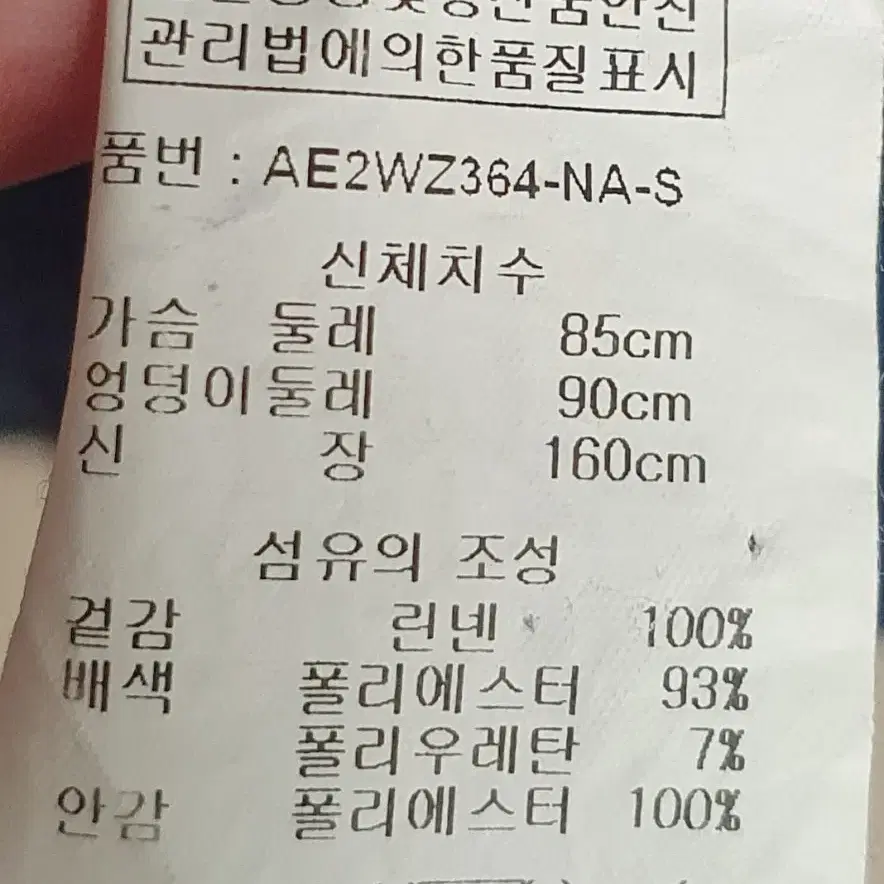 관리법에의한품질표시
품번 : AE2WZ364-NA-S
신체치수
가슴 둘레 85cm
엉덩이둘레 90cm
신 장 160cm
섬유의 조성
겉감 린넨 100%
배색 폴리에스터 93%
폴리우레탄 7%
안감 폴리에스터 100%